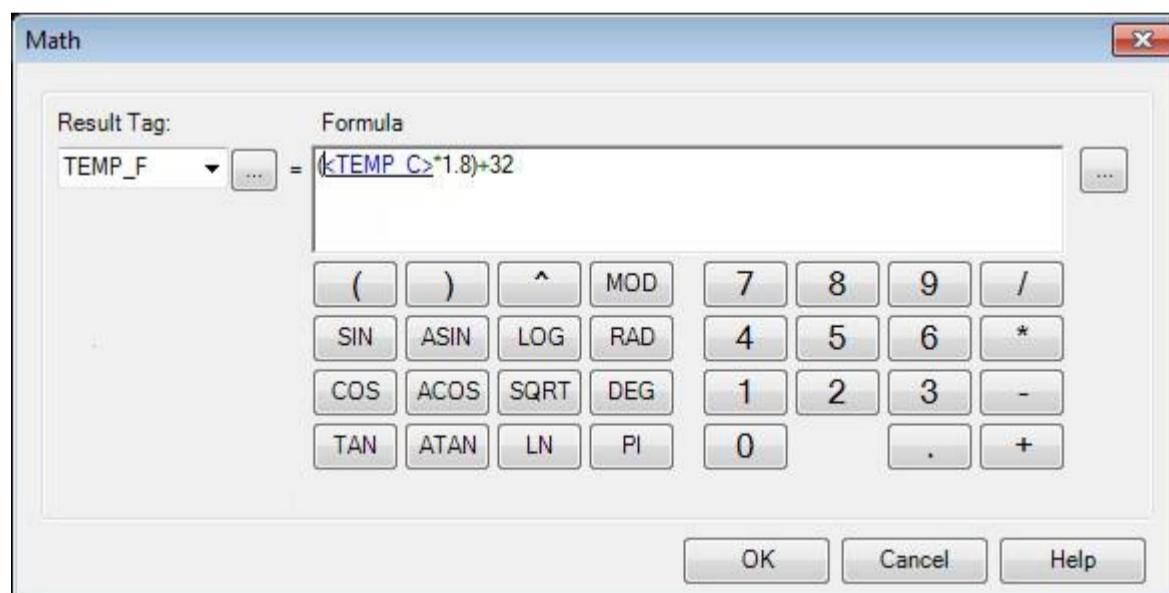 Math
Result Tag: Formula
TEMP_F ... = (<TEMP_C>*1.8)+32 ...
( ) ^ MOD 7 8 9 /
SIN ASIN LOG RAD 4 5 6 *
COS ACOS SQRT DEG 1 2 3 -
TAN ATAN LN PI 0 . +
OK Cancel Help